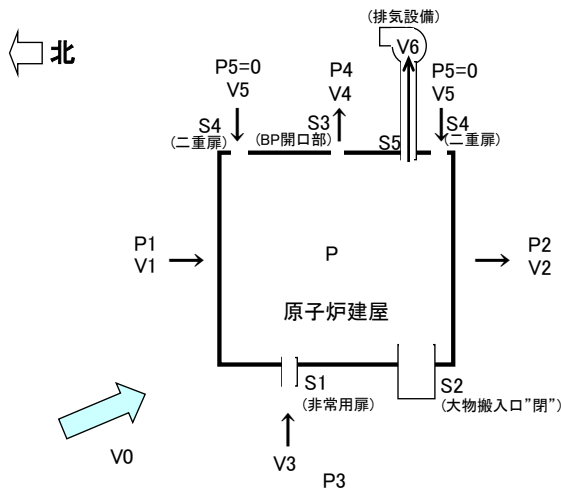 (排気設備)
北
V6
P5=0
V5
P4
V4
P5=0
V5
S4
(二重扉)
S3
(BP開口部)
S5
S4
(二重扉)
P1
V1
P
P2
V2
原子炉建屋
S1
(非常用扉)
S2
(大物搬入口”閉”)
V0
V3
P3